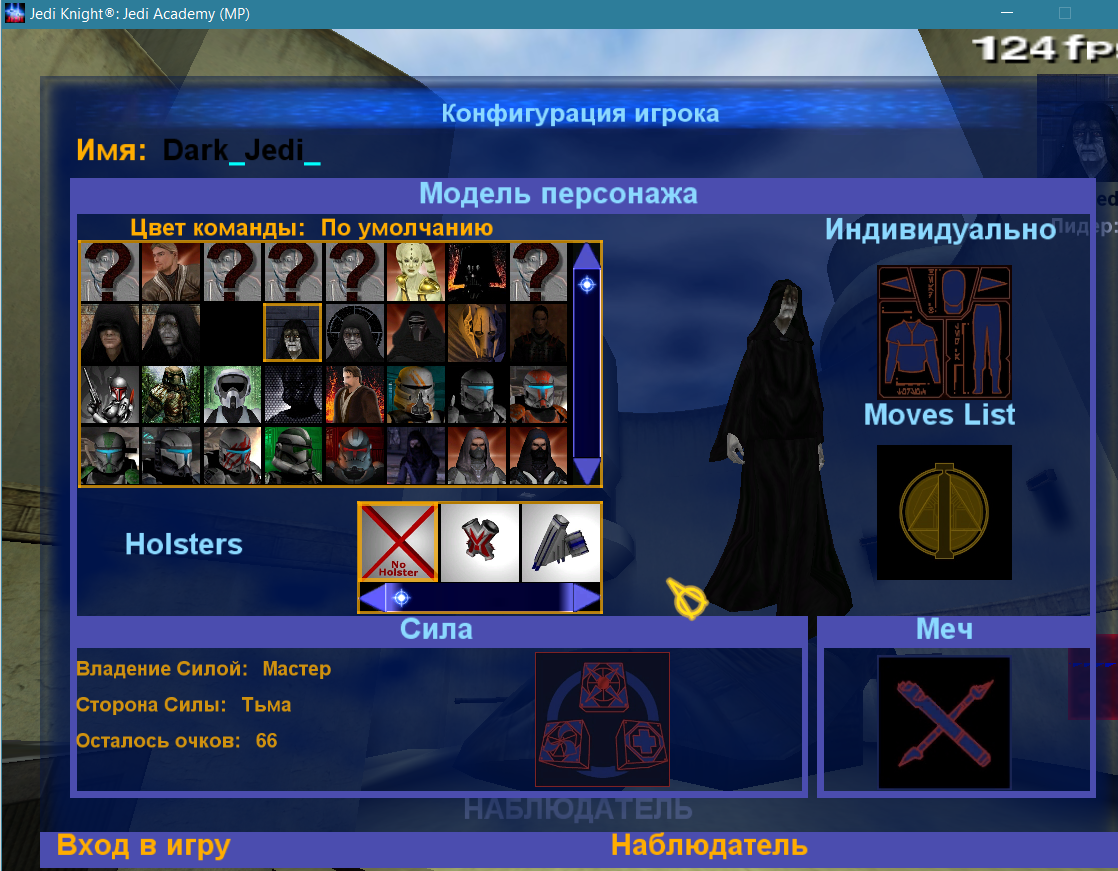 Jedi Knight®: Jedi Academy (MP)
124 fp
Конфигурация игрока
Имя: Dark_Jedi_
Модель персонажа
Цвет команды: По умолчанию
Индивидуально
Moves List
Holsters
No
Holster
Сила
Меч
Владение Силой: Мастер
Сторона Силы: Тьма
Осталось очков: 66
НАБЛЮДАТЕЛЬ
Вход в игру
Наблюдатель